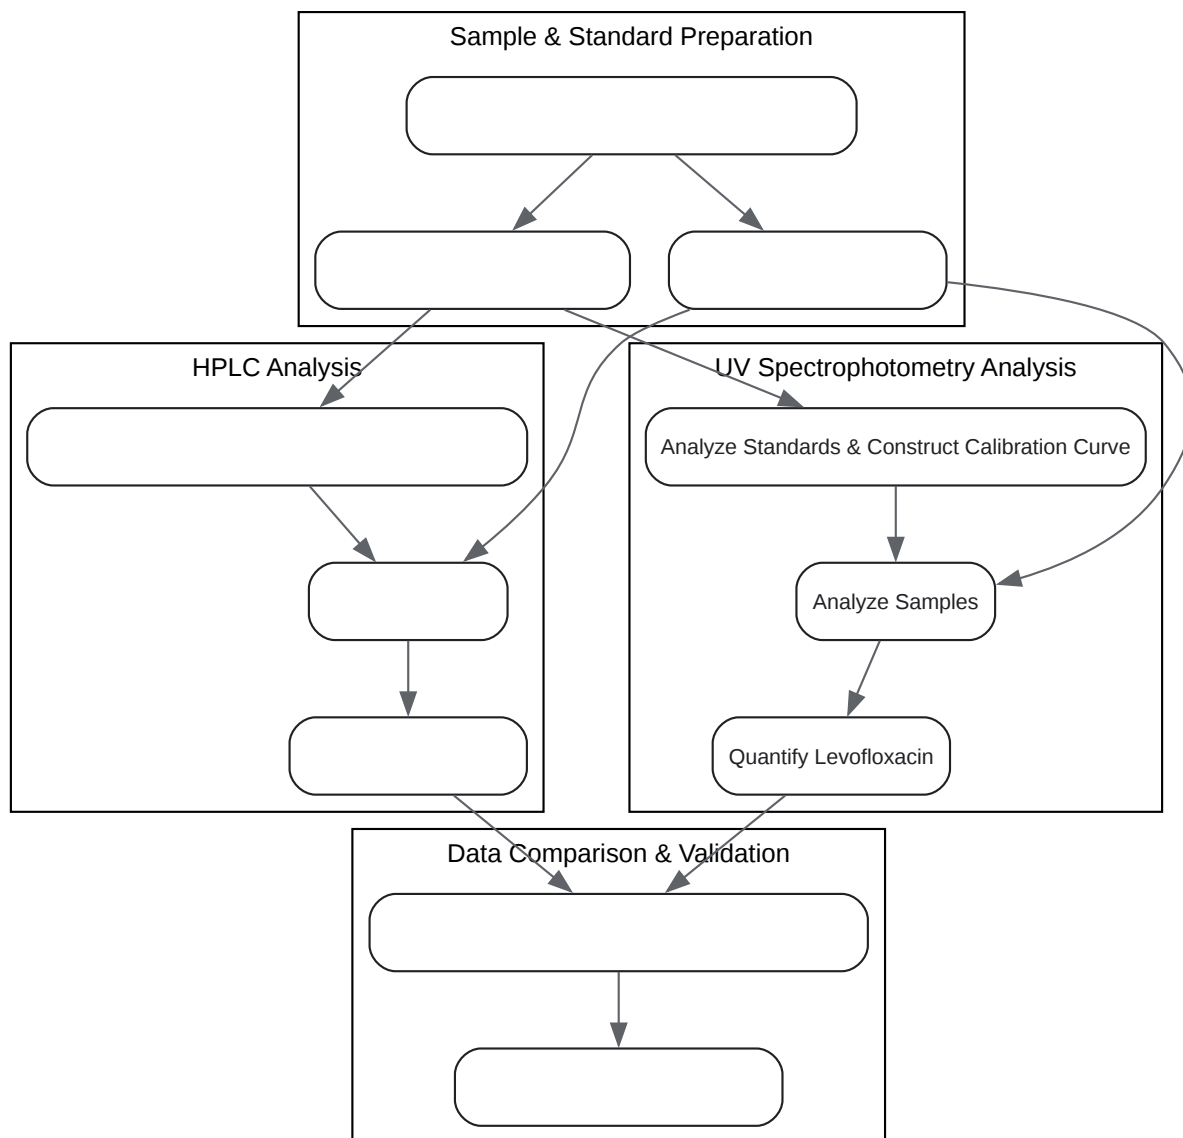 Sample & Standard Preparation
HPLC Analysis
UV Spectrophotometry Analysis
Analyze Standards & Construct Calibration Curve
Analyze Samples
Quantify Levofloxacin
Data Comparison & Validation